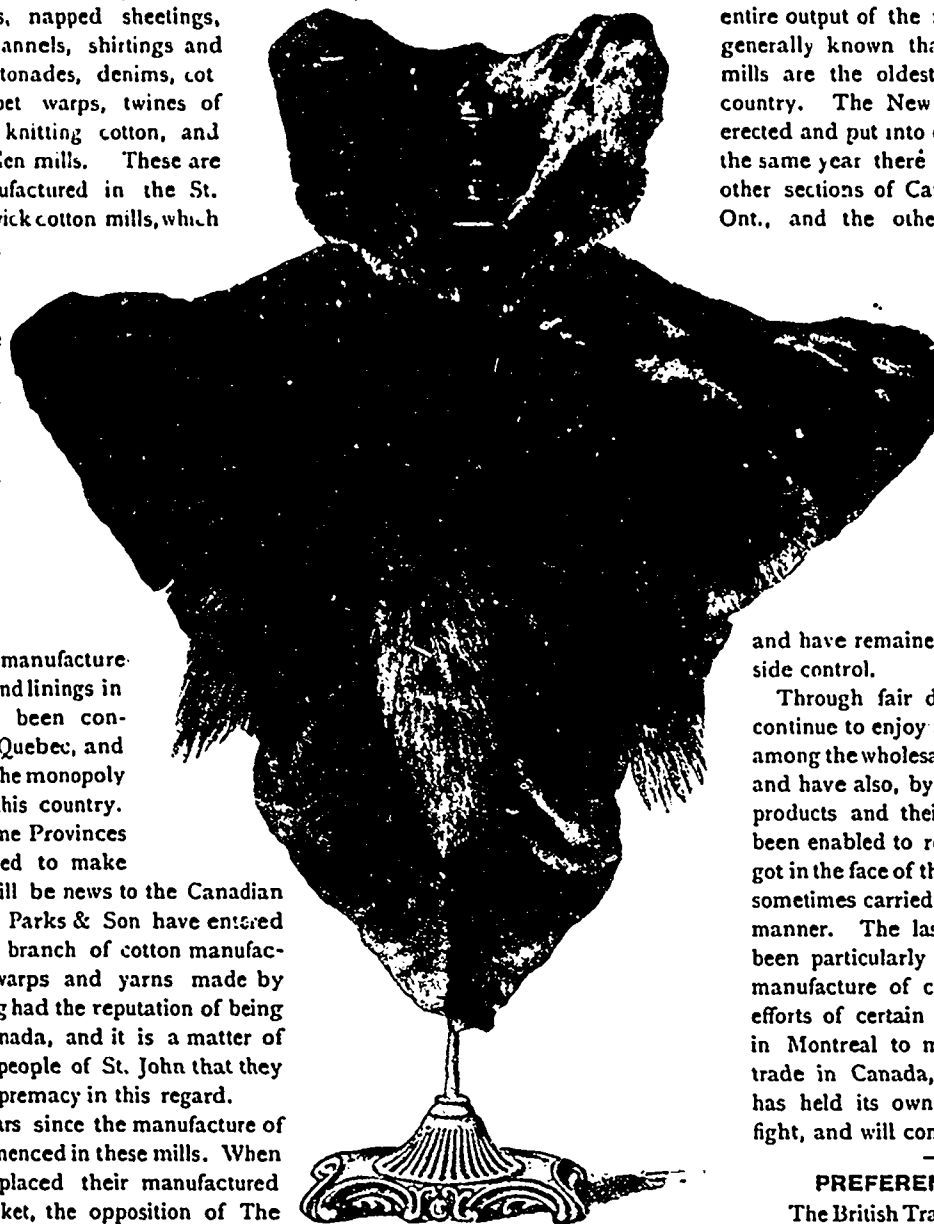 s, napped sheetings,
annels, shirtings and
tonades, denims, cot
pet warps, twines of
knitting cotton, and
en mills. These are
ufactured in the St.
vick cotton mills, which
manufacture
nd linings in
been con-
Quebec, and
he monopoly
his country.
ne Provinces
ed to make
ill be news to the Canadian
Parks & Son have entered
branch of cotton manufac-
warps and yarns made by
g had the reputation of being
nada, and it is a matter of
people of St. John that they
premacy in this regard.
ars since the manufacture of
nenced in these mills. When
placed their manufactured
ket, the opposition of The
entire output of the
generally known tha
mills are the oldest
country. The New
erected and put into
the same year there
other sections of Ca
Ont., and the othe
and have remaine
side control.
Through fair d
continue to enjoy
among the wholesa
and have also, by
products and thei
been enabled to r
got in the face of th
sometimes carried
manner. The las
been particularly
manufacture of c
efforts of certain
in Montreal to m
trade in Canada,
has held its own
fight, and will con
PREFEREN
The British Tra